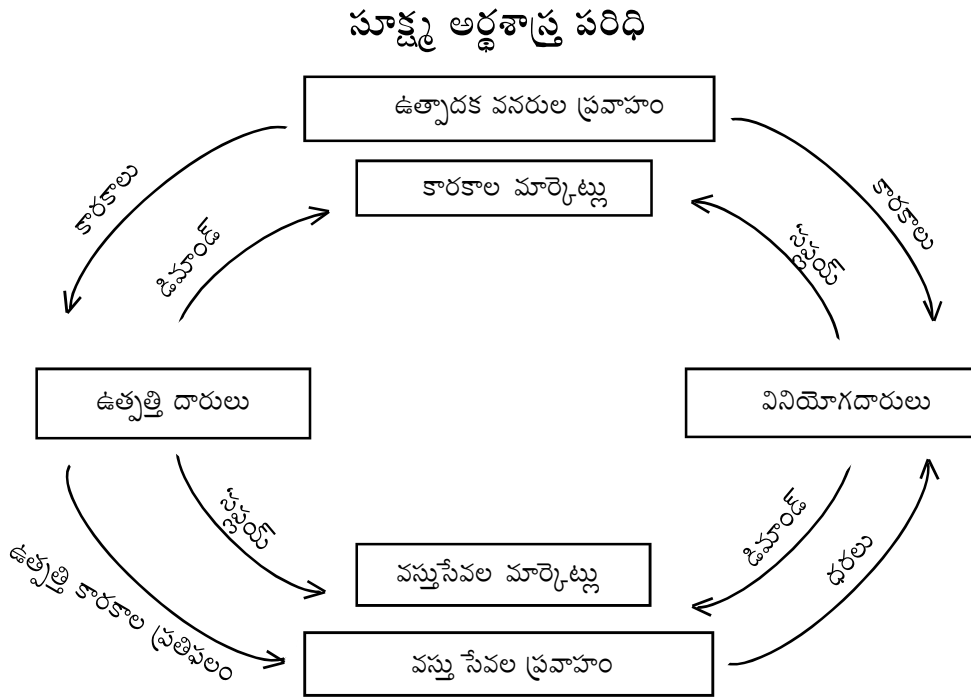 సూక్ష్మ అర్థశాస్త్ర పరిధి
ఉత్పాదక వనరుల ప్రవాహం
కారకాల మార్కెట్లు
కారకాలు
డిమాండ్
సప్లయ్
కారకాలు
ఉత్పత్తి దారులు
వినియోగదారులు
సప్లయ్
డిమాండ్
ధరలు
ఉత్పత్తి కారకాల ప్రతిఫలం
వస్తుసేవల మార్కెట్లు
వస్తు సేవల ప్రవాహం